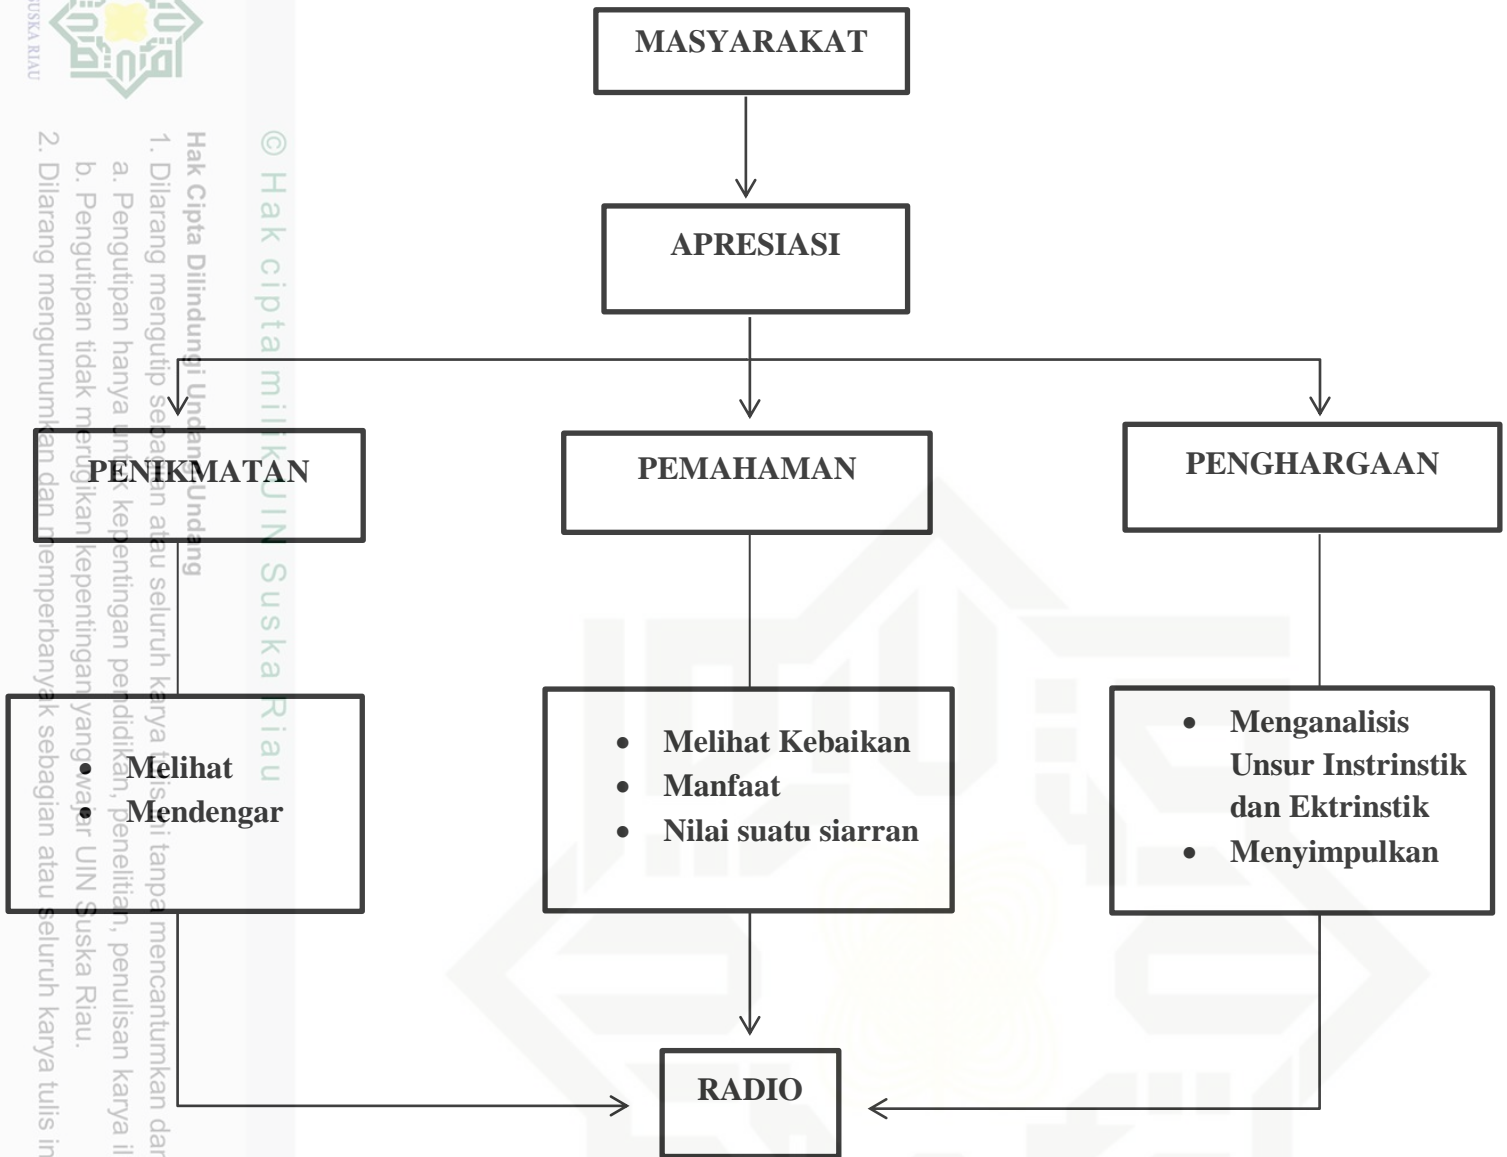 MASYARAKAT
APRESIASI
PENIKMATAN
PEMAHAMAN
PENGHARGAAN
• Melihat
• Mendengar
• Melihat Kebaikan
• Manfaat
• Nilai suatu siarran
• Menganalisis
Unsur Instrinstik
dan Ektrinstik
• Menyimpulkan
RADIO
© Hak cipta milik UIN Suska Riau
Hak Cipta Dilindungi Undang-Undang
1. Dilarang mengutip sebagian atau seluruh karya tulis ini tanpa mencantumkan dan
a. Pengutipan hanya untuk kepentingan pendidikan, penelitian, penulisan karya il
b. Pengutipan tidak merugikan kepentingan yang wajar UIN Suska Riau.
2. Dilarang mengumumkan dan memperbanyak sebagian atau seluruh karya tulis in
SUSKA RIAU